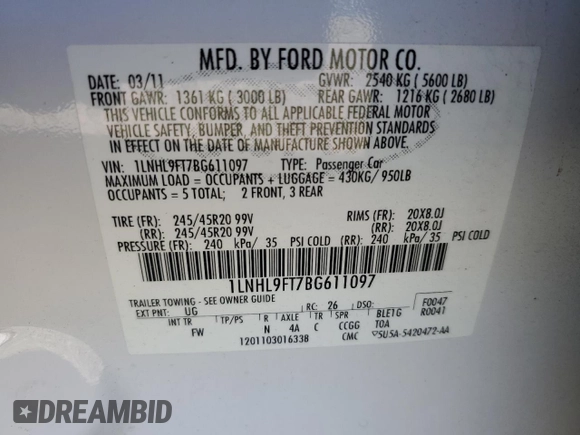 MFD. BY FORD MOTOR CO.
DATE: 03/11 GVWR: 2540 KG ( 5600 LB)
FRONT GAWR: 1361 KG ( 3000 LB) REAR GAWR: 1216 KG ( 2680 LB)
THIS VEHICLE CONFORMS TO ALL APPLICABLE FEDERAL MOTOR
VEHICLE SAFETY, BUMPER, AND THEFT PREVENTION STANDARDS
IN EFFECT ON THE DATE OF MANUFACTURE SHOWN ABOVE.
VIN: 1LNHL9FT7BG611097 TYPE: Passenger Car
MAXIMUM LOAD = OCCUPANTS + LUGGAGE = 430KG/ 950LB
OCCUPANTS = 5 TOTAL; 2 FRONT, 3 REAR
TIRE (FR): 245/45R20 99V RIMS (FR): 20X8.0J
(RR): 245/45R20 99V (RR): 20X8.0J
PRESSURE (FR): 240 kPa/ 35 PSI COLD (RR): 240 kPa/ 35 PSI COLD
1LNHL9FT7BG611097
TRAILER TOWING - SEE OWNER GUIDE
EXT PNT: UG RC: 26 DSO: F0047
INT TR TP/PS R AXLE TR SPR BLE1G R0041
FW N 4A C CCGG TOA
1201103016338 CMC 5U5A-5420472-AA
DREAMBID